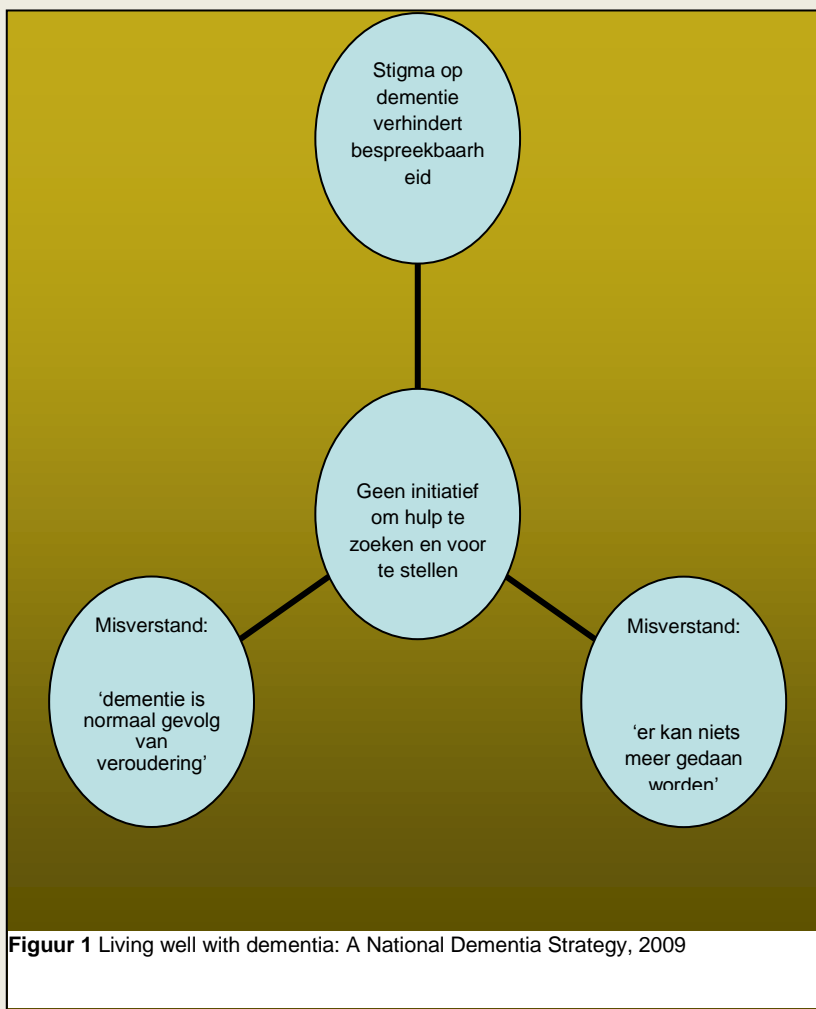 Stigma op
dementie
verhindert
bespreekbaarh
eid
Geen initiatief
om hulp te
zoeken en voor
te stellen
Misverstand:
‘dementie is
normaal gevolg
van
veroudering’
Misverstand:
‘er kan niets
meer gedaan
worden’
Figuur 1 Living well with dementia: A National Dementia Strategy, 2009